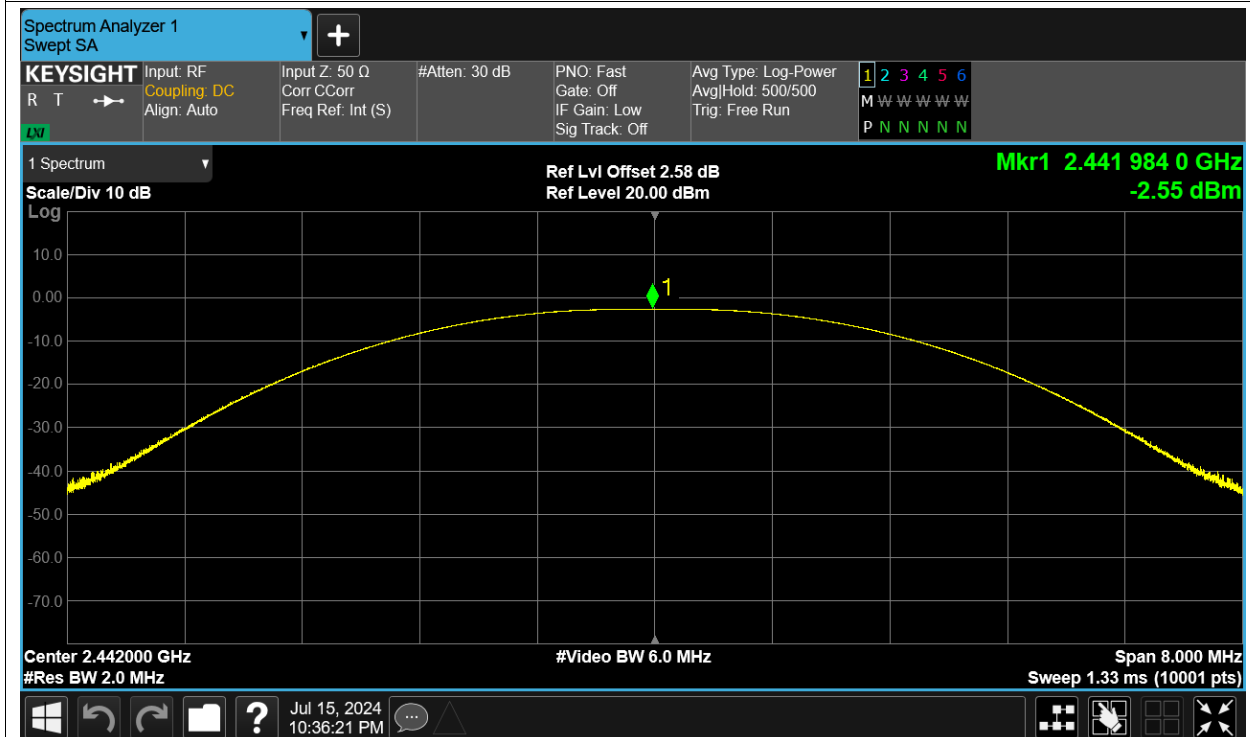 Spectrum Analyzer 1
Swept SA
+
KEYSIGHT
R T
LXI
Input: RF
Coupling: DC
Align: Auto
Input Z: 50 Ω
Corr CCorr
Freq Ref: Int (S)
#Atten: 30 dB
PNO: Fast
Gate: Off
IF Gain: Low
Sig Track: Off
Avg Type: Log-Power
Avg|Hold: 500/500
Trig: Free Run
1 2 3 4 5 6
M W W W W W
P N N N N N
1 Spectrum
Scale/Div 10 dB
Log
Ref Lvl Offset 2.58 dB
Ref Level 20.00 dBm
Mkr1 2.441 984 0 GHz
-2.55 dBm
10.0
0.00
-10.0
-20.0
-30.0
-40.0
-50.0
-60.0
-70.0
1
Center 2.442000 GHz
#Res BW 2.0 MHz
#Video BW 6.0 MHz
Span 8.000 MHz
Sweep 1.33 ms (10001 pts)
?
Jul 15, 2024
10:36:21 PM